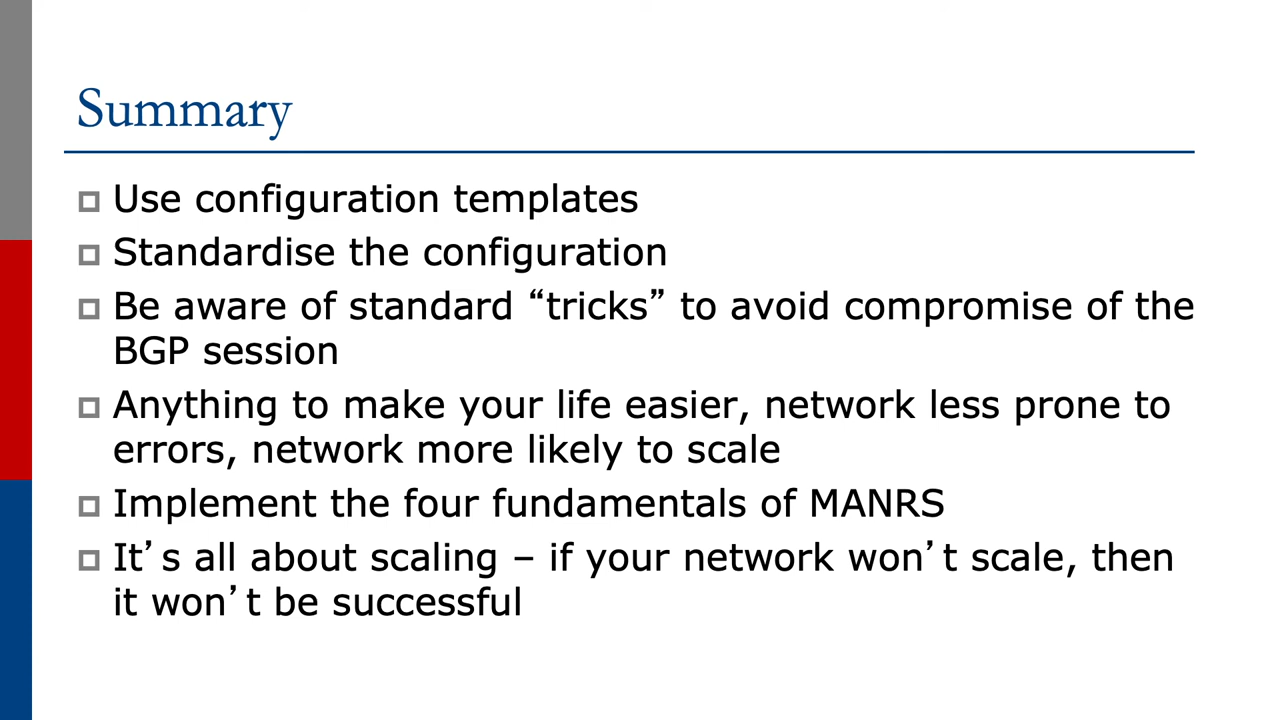 Summary
Use configuration templates
Standardise the configuration
Be aware of standard “tricks” to avoid compromise of the
BGP session
Anything to make your life easier, network less prone to
errors, network more likely to scale
Implement the four fundamentals of MANRS
It’s all about scaling – if your network won’t scale, then
it won’t be successful